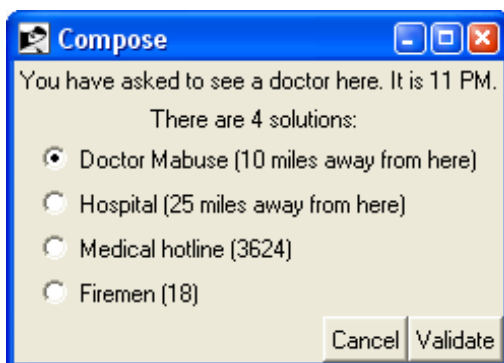 Compose
You have asked to see a doctor here. It is 11 PM.
There are 4 solutions:
Doctor Mabuse (10 miles away from here)
Hospital (25 miles away from here)
Medical hotline (3624)
Firemen (18)
Cancel Validate